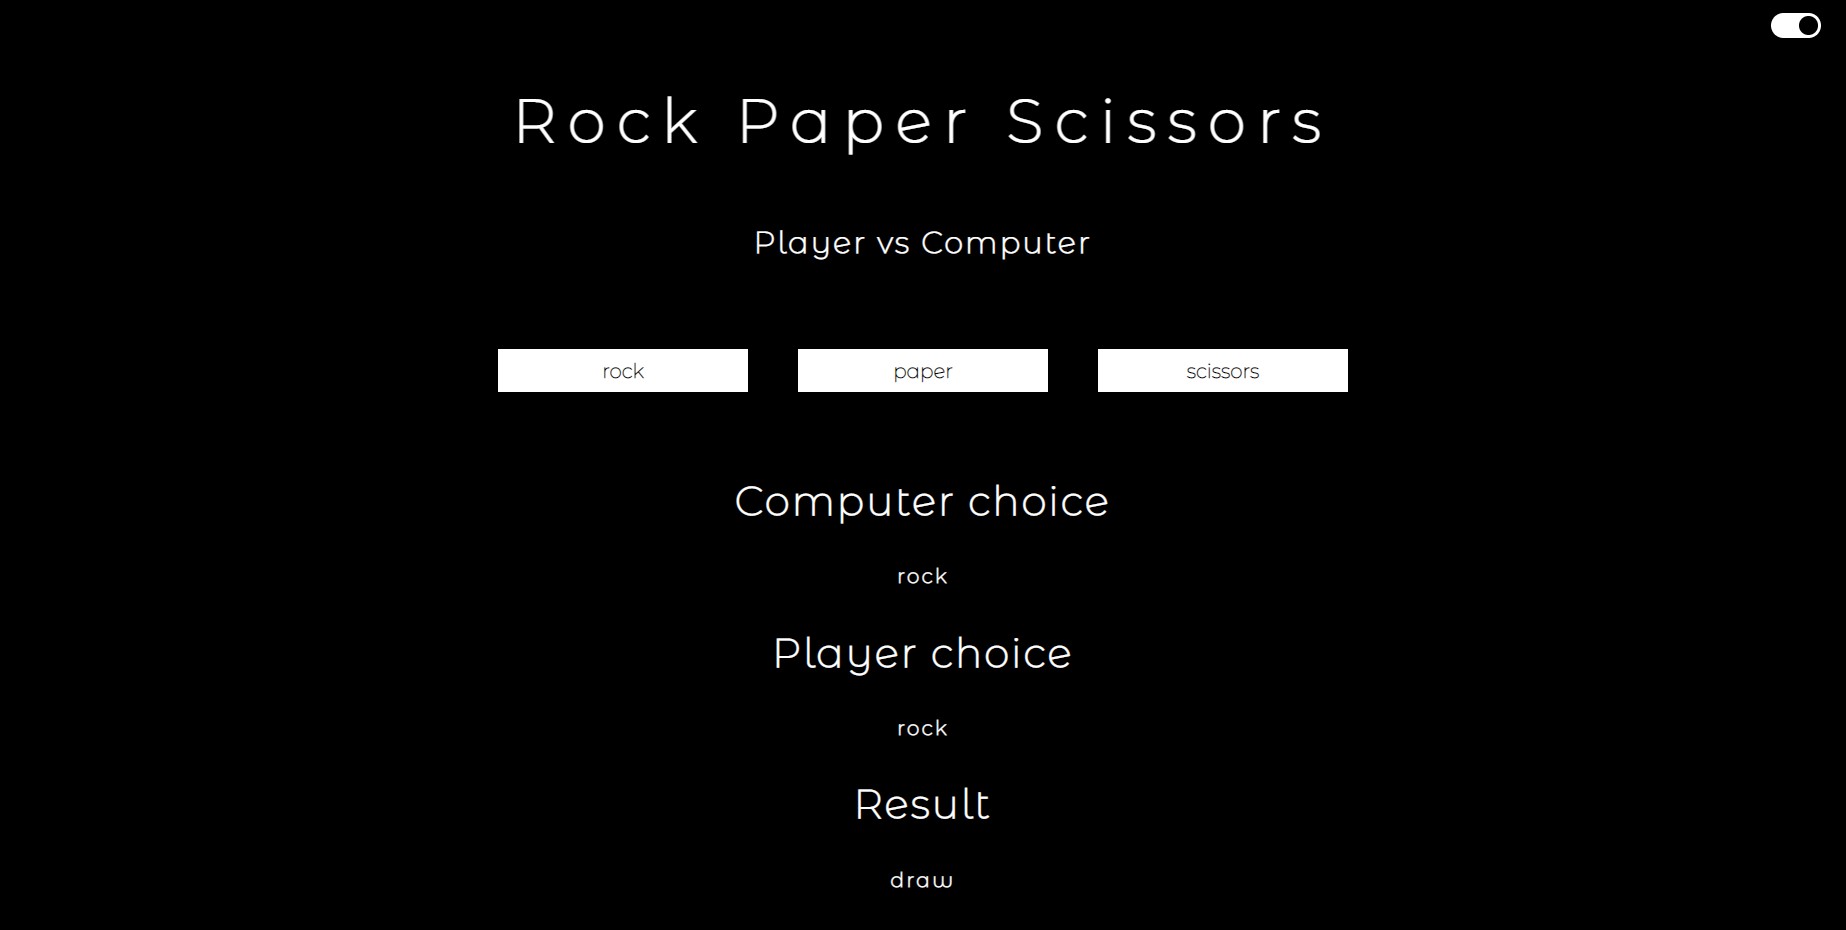 Rock Paper Scissors
Player vs Computer
rock paper scissors
Computer choice
rock
Player choice
rock
Result
draw